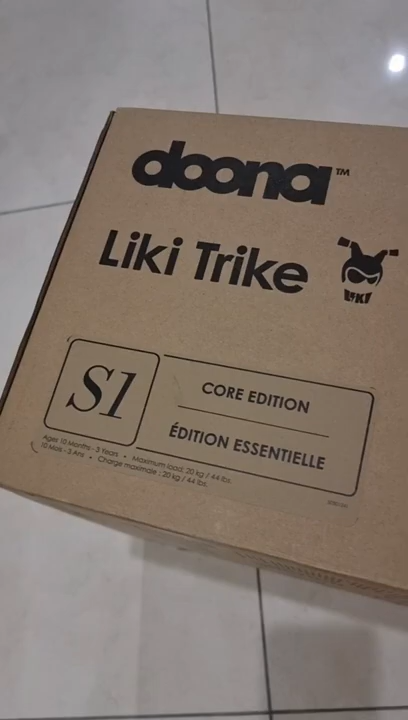 doona™
Liki Trike
LIKI
S1
CORE EDITION
ÉDITION ESSENTIELLE
Ages 10 Months - 3 Years • Maximum load: 20 kg / 44 lbs.
10 Mois - 3 Ans • Charge maximale : 20 kg / 44 lbs.